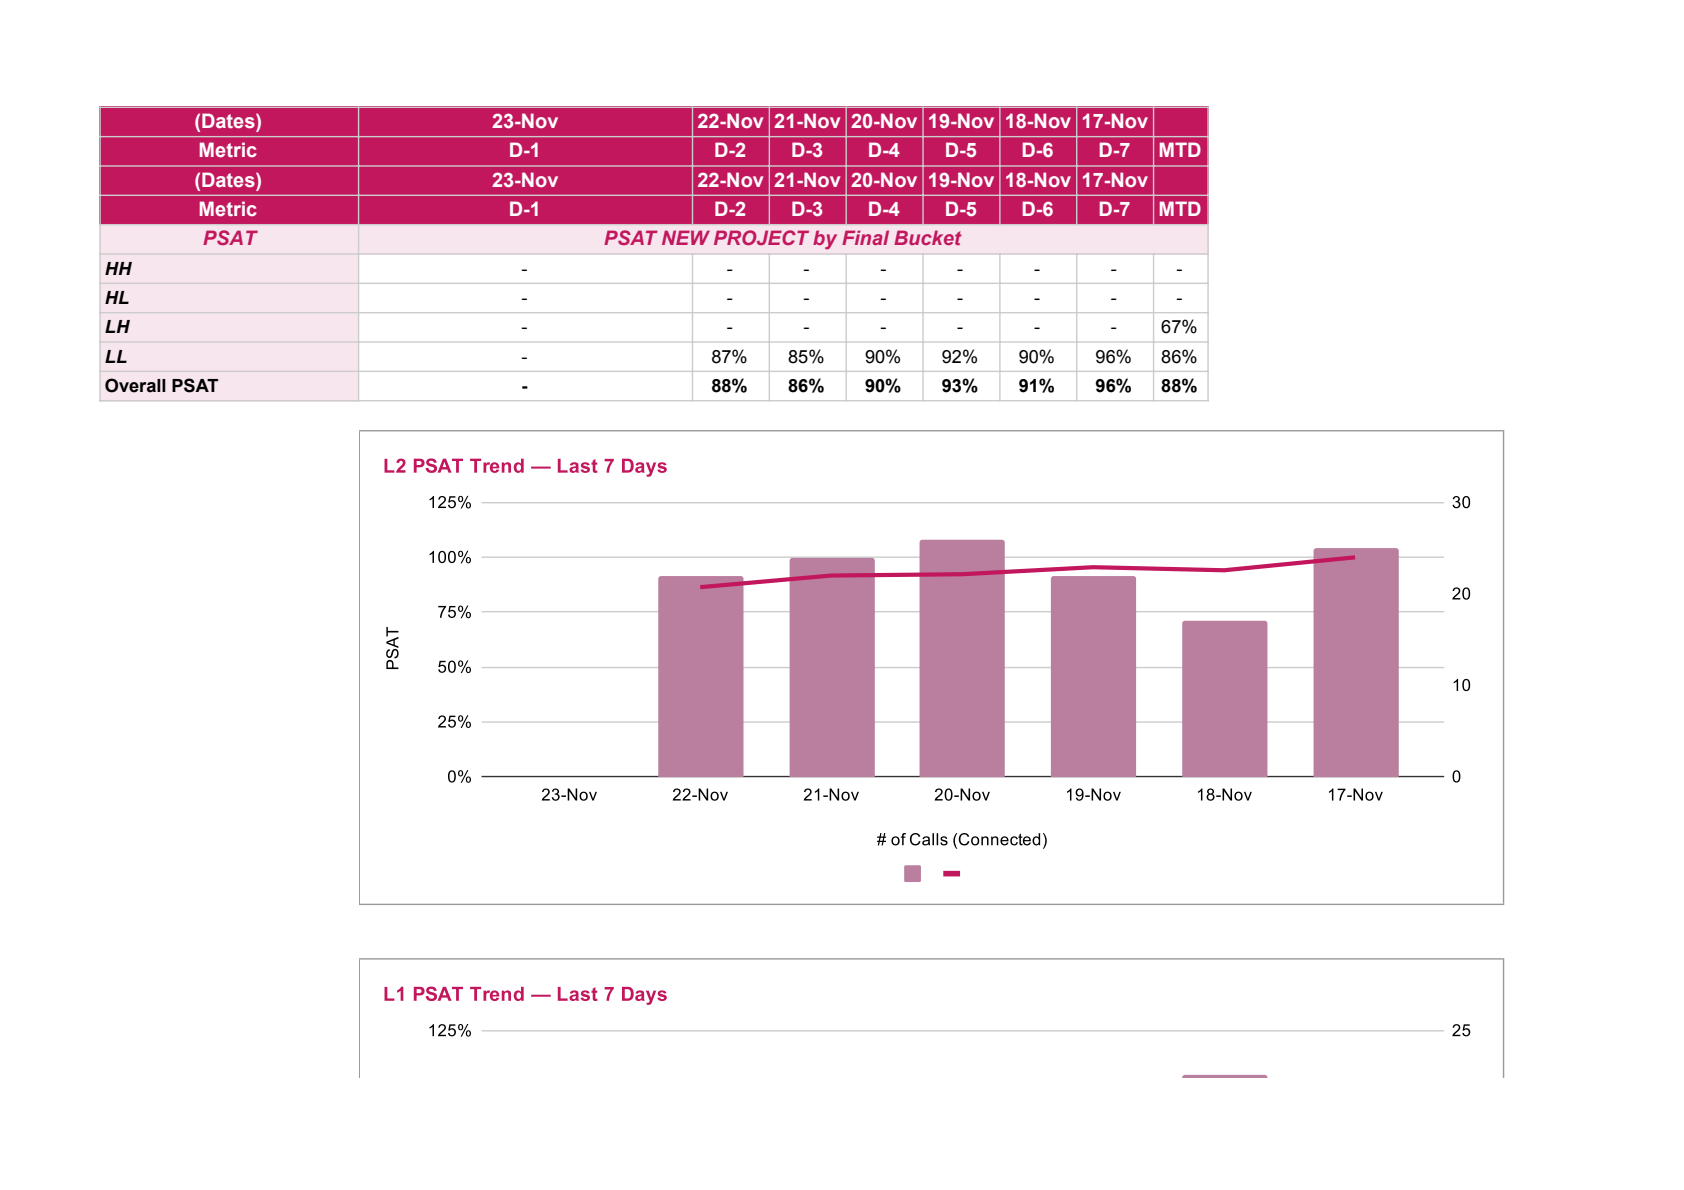 (Dates) 23-Nov 22-Nov 21-Nov 20-Nov 19-Nov 18-Nov 17-Nov
Metric D-1 D-2 D-3 D-4 D-5 D-6 D-7 MTD
(Dates) 23-Nov 22-Nov 21-Nov 20-Nov 19-Nov 18-Nov 17-Nov
Metric D-1 D-2 D-3 D-4 D-5 D-6 D-7 MTD
PSAT PSAT NEW PROJECT by Final Bucket
HH - - - - - - - -
HL - - - - - - - -
LH - - - - - - - 67%
LL - 87% 85% 90% 92% 90% 96% 86%
Overall PSAT - 88% 86% 90% 93% 91% 96% 88%
L2 PSAT Trend — Last 7 Days
125% 30
100%
20
75%
PSAT
50%
10
25%
0% 0
23-Nov 22-Nov 21-Nov 20-Nov 19-Nov 18-Nov 17-Nov
# of Calls (Connected)
L1 PSAT Trend — Last 7 Days
125% 25